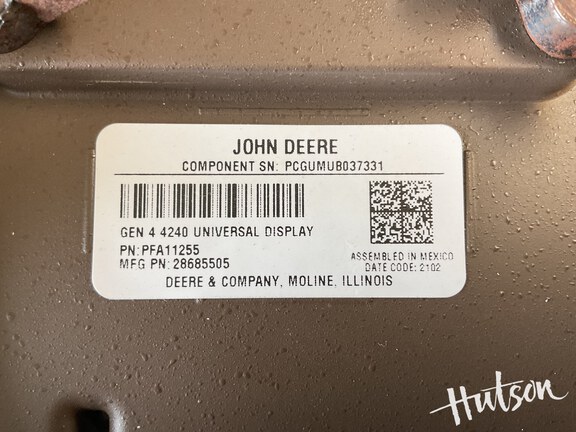 JOHN DEERE
COMPONENT SN: PCGUMUB037331
GEN 4 4240 UNIVERSAL DISPLAY
PN:PFA11255
MFG PN: 28685505
ASSEMBLED IN MEXICO
DATE CODE: 2102
DEERE & COMPANY, MOLINE, ILLINOIS
Hutson